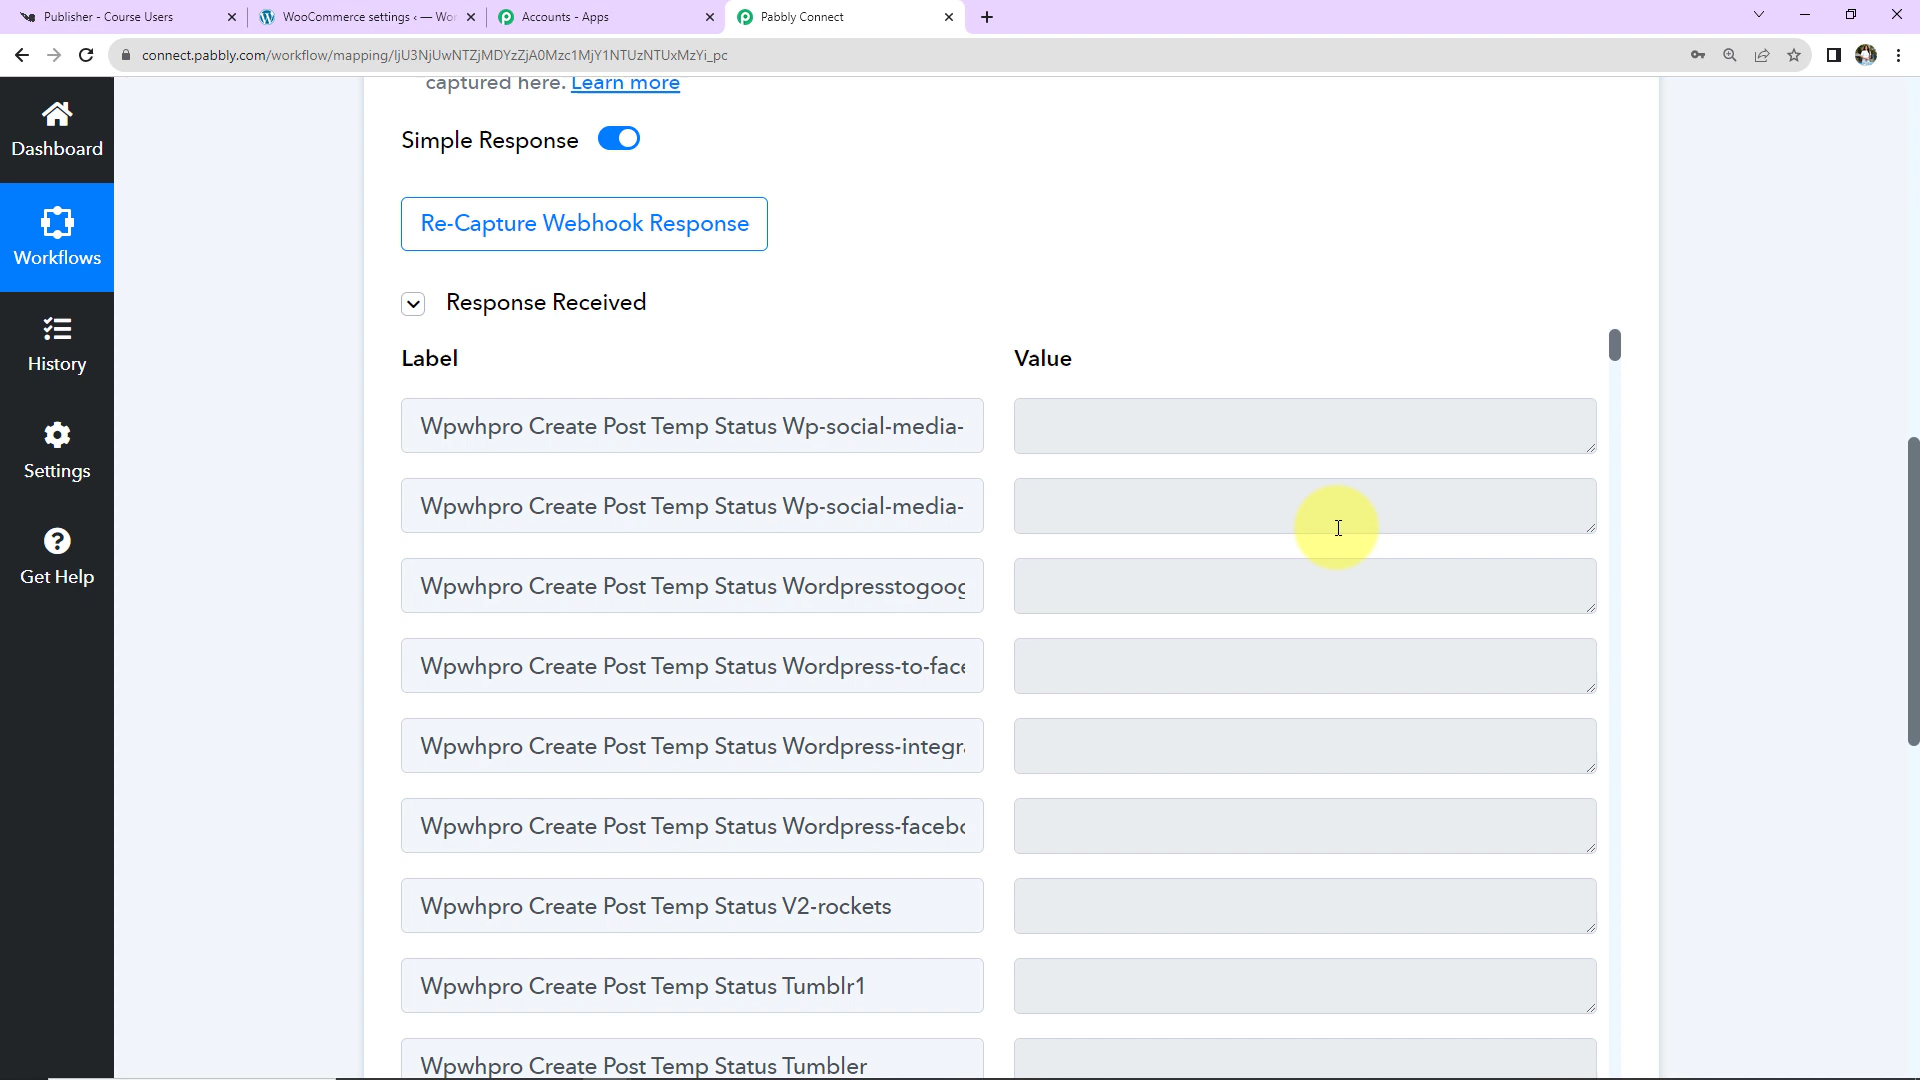 Publisher - Course Users
WooCommerce settings ‹ — Wor
Accounts - Apps
Pabbly Connect
connect.pabbly.com/workflow/mapping/IjU3NjUwNTZjMDYzZjA0Mzc1MjY1NTUzNTUxMzYi_pc
captured here. Learn more
Dashboard
Simple Response
Re-Capture Webhook Response
Workflows
Response Received
History
Label
Value
Wpwhpro Create Post Temp Status Wp-social-media-
Settings
Wpwhpro Create Post Temp Status Wp-social-media-
Get Help
Wpwhpro Create Post Temp Status Wordpresstogoog
Wpwhpro Create Post Temp Status Wordpress-to-face
Wpwhpro Create Post Temp Status Wordpress-integra
Wpwhpro Create Post Temp Status Wordpress-facebo
Wpwhpro Create Post Temp Status V2-rockets
Wpwhpro Create Post Temp Status Tumblr1
Wpwhpro Create Post Temp Status Tumbler